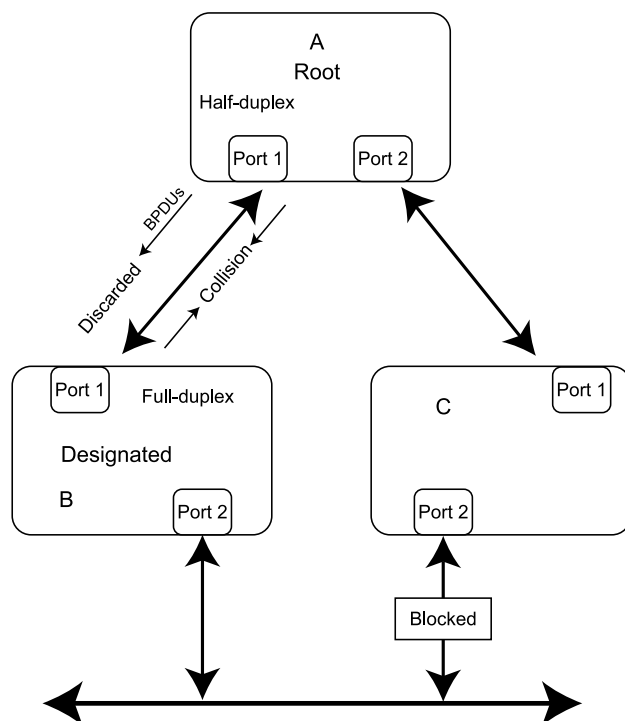 A
Root
Half-duplex
Port 1
Port 2
BPDUs
Discarded
Collision
Port 1
Full-duplex
Designated
B
Port 2
Port 1
C
Port 2
Blocked